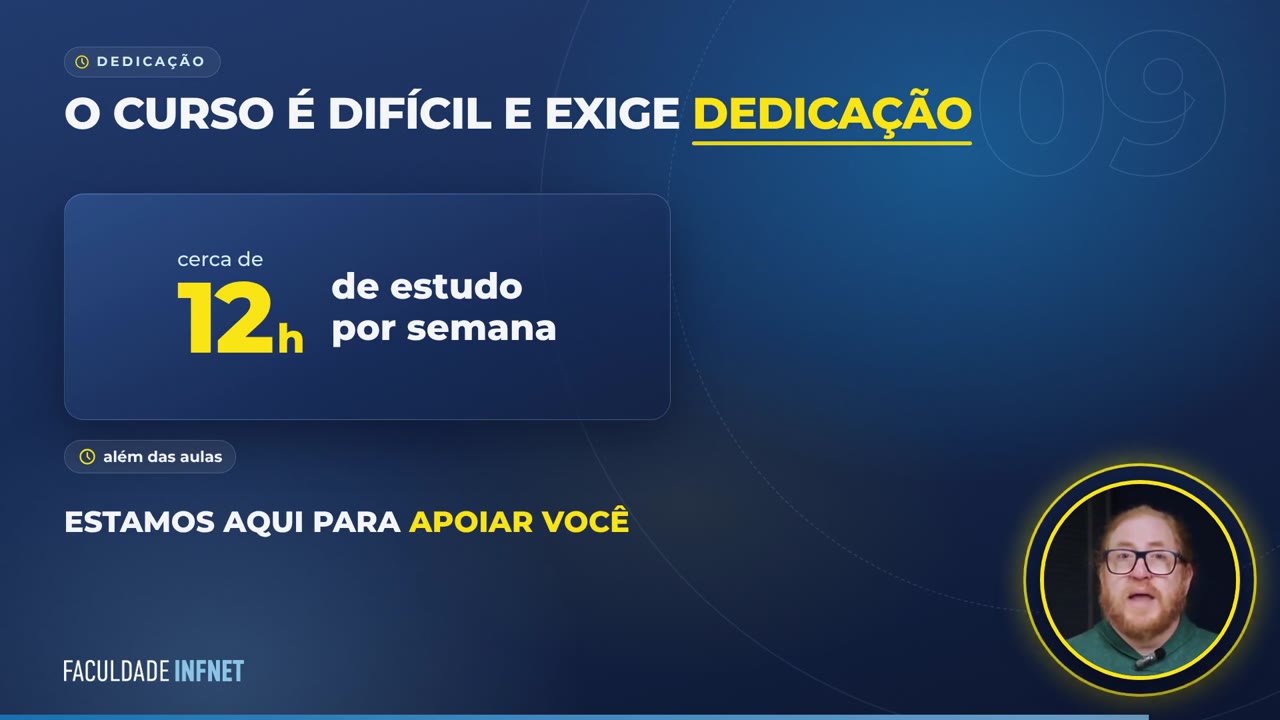 DEDICAÇÃO
09
O CURSO É DIFÍCIL E EXIGE DEDICAÇÃO
cerca de
12h
de estudo
por semana
além das aulas
ESTAMOS AQUI PARA APOIAR VOCÊ
FACULDADE INFNET